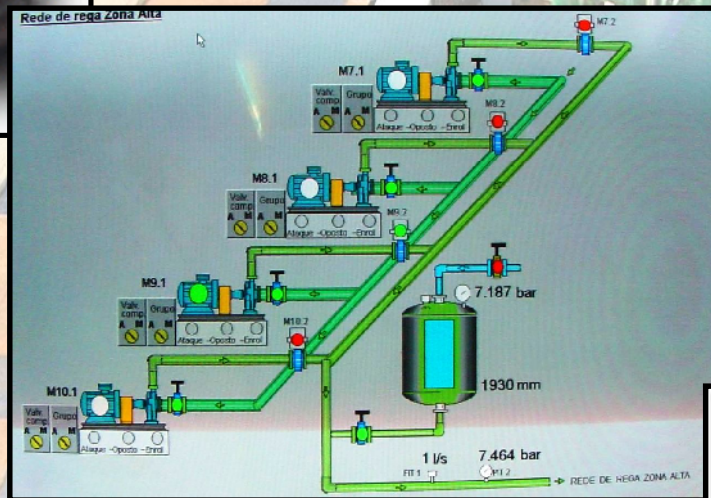 Rede de rega Zona Alta
M7.2
M7.1
Valv. comp
A M
Grupo
A M
Ataque -Oposto -Enrol
M8.2
M8.1
Valv. comp
A M
Grupo
A M
Ataque -Oposto -Enrol
M9.2
M9.1
Valv. comp
A M
Grupo
A M
Ataque -Oposto -Enrol
7.187 bar
M10.2
M10.1
Valv. comp
A M
Grupo
A M
Ataque -Oposto -Enrol
1930 mm
1 l/s
FIT 1
7.464 bar
PIT 2
REDE DE REGA ZONA ALTA